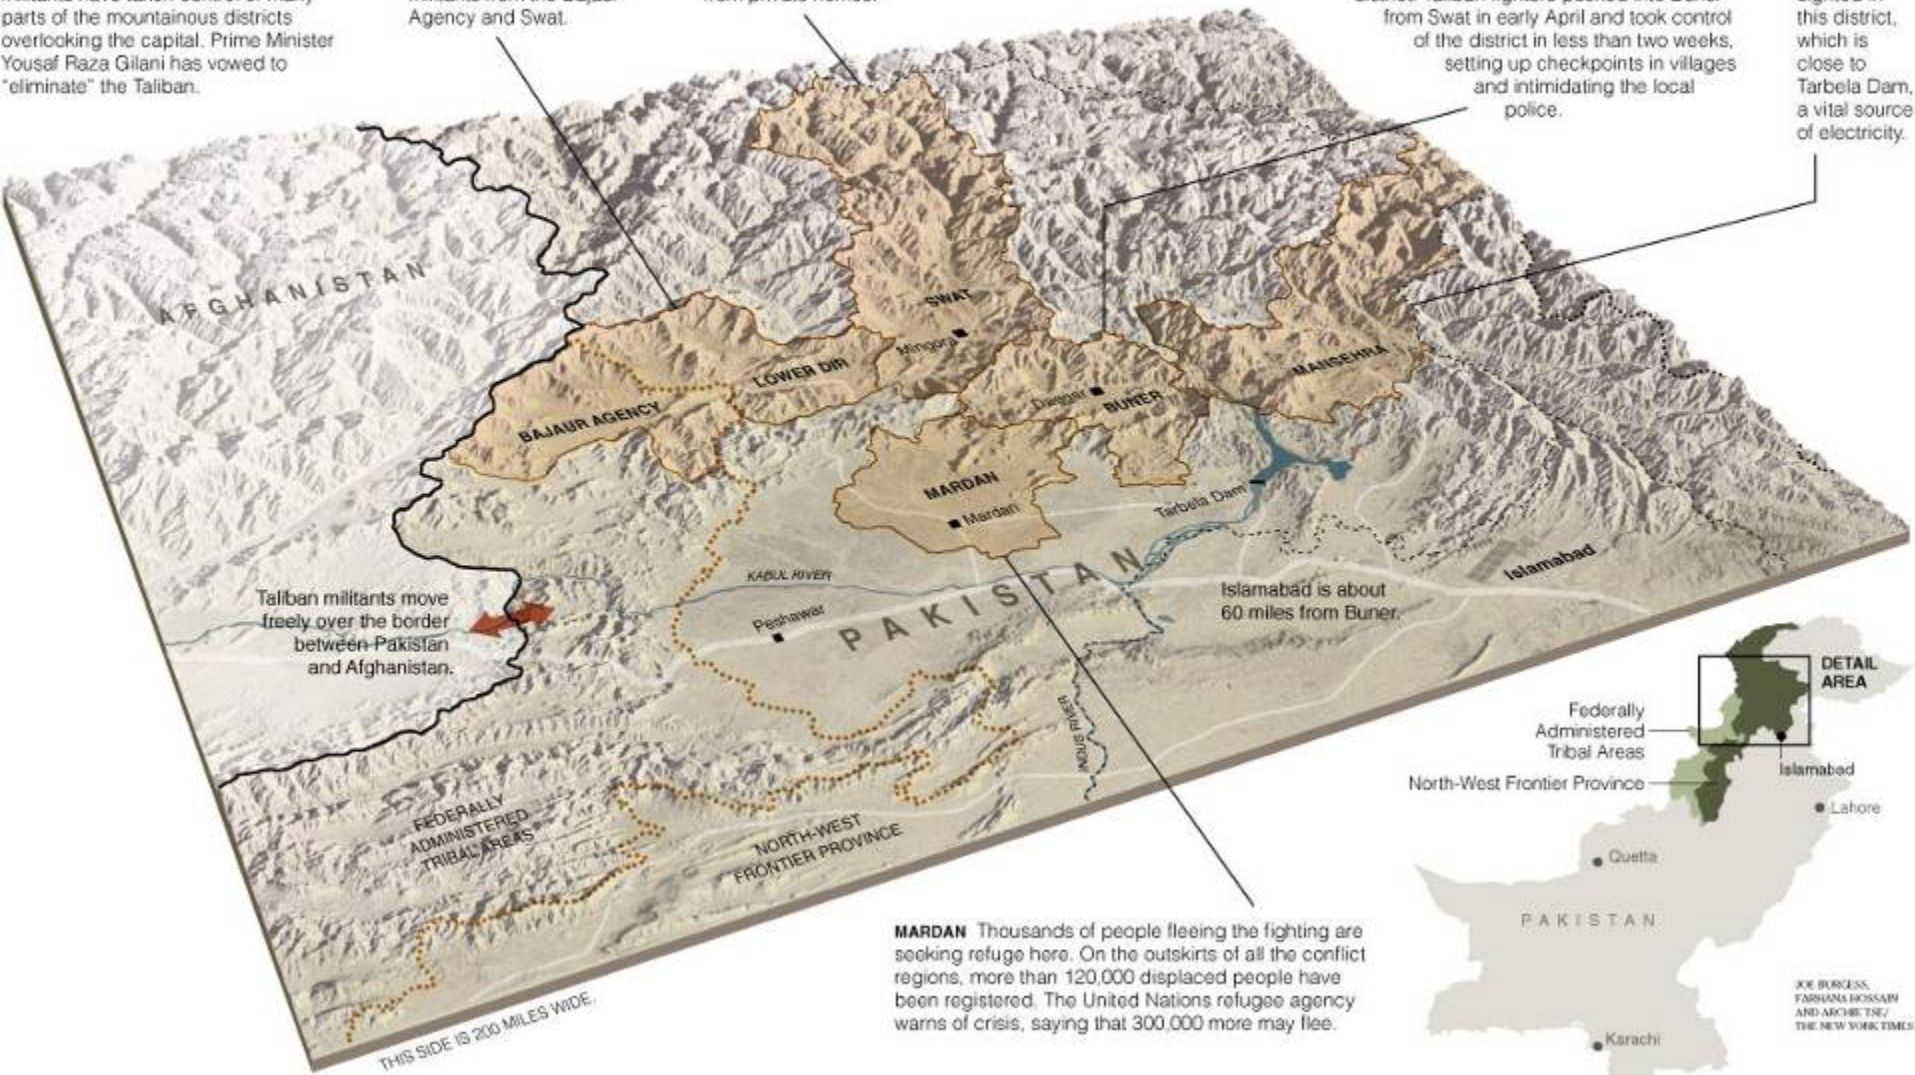 parts of the mountainous districts
overlooking the capital. Prime Minister
Yousaf Raza Gilani has vowed to
"eliminate" the Taliban.
Agency and Swat.
from Swat in early April and took control
of the district in less than two weeks,
setting up checkpoints in villages
and intimidating the local
police.
this district,
which is
close to
Tarbela Dam,
a vital source
of electricity.
AFGHANISTAN
SWAT
Mingora
LOWER DIR
BAJAUR AGENCY
Daggar
BUNER
MANSEHRA
MARDAN
Mardan
Tarbela Dam
KABUL RIVER
Peshawar
PAKISTAN
Islamabad
Islamabad is about
60 miles from Buner.
Taliban militants move
freely over the border
between Pakistan
and Afghanistan.
INDUS RIVER
FEDERALLY
ADMINISTERED
TRIBAL AREAS
NORTH-WEST
FRONTIER PROVINCE
THIS SIDE IS 200 MILES WIDE.
MARDAN Thousands of people fleeing the fighting are
seeking refuge here. On the outskirts of all the conflict
regions, more than 120,000 displaced people have
been registered. The United Nations refugee agency
warns of crisis, saying that 300,000 more may flee.
DETAIL
AREA
Federally
Administered
Tribal Areas
North-West Frontier Province
Islamabad
Lahore
Quetta
PAKISTAN
Karachi
JOE BURGESS,
FARHANA HOSSAIN
AND ARCHIE TSE/
THE NEW YORK TIMES